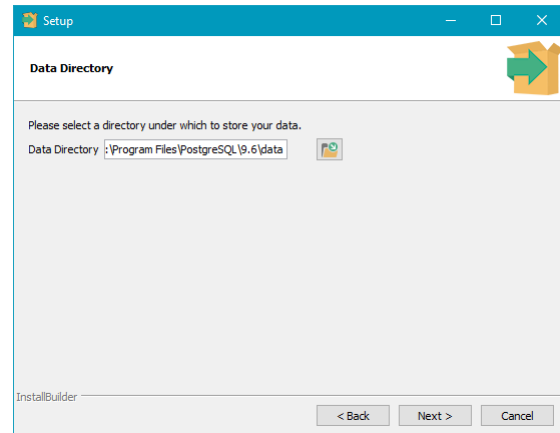 Setup
Data Directory
Please select a directory under which to store your data.
Data Directory :\Program Files\PostgreSQL\9.6\data
InstallBuilder
< Back Next > Cancel